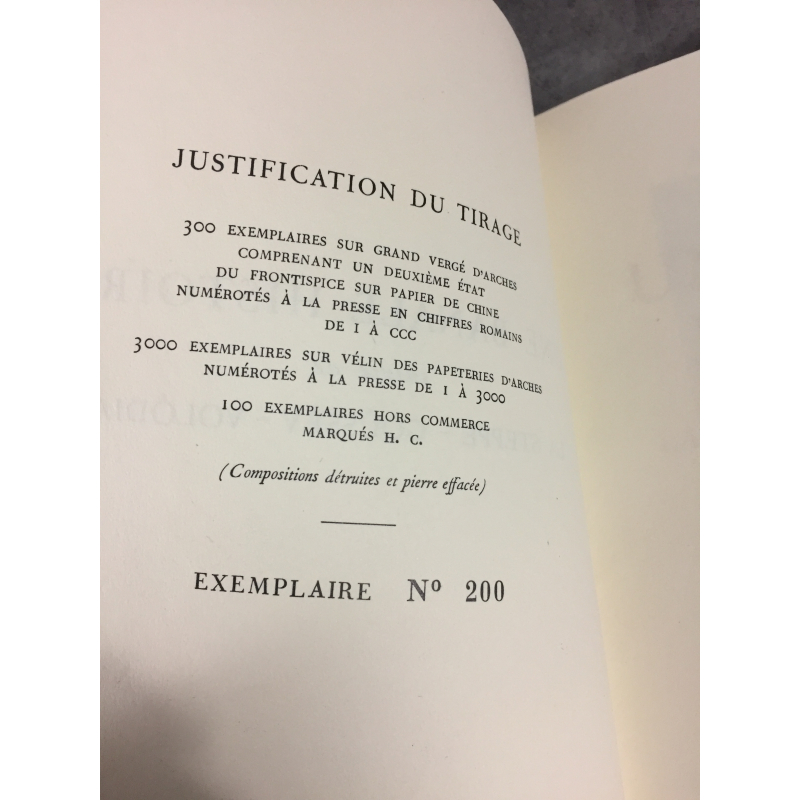 JUSTIFICATION DU TIRAGE
300 EXEMPLAIRES SUR GRAND VERGÉ D'ARCHES
COMPRENANT UN DEUXIÈME ÉTAT
DU FRONTISPICE SUR PAPIER DE CHINE
NUMÉROTÉS À LA PRESSE EN CHIFFRES ROMAINS
DE I À CCC
3000 EXEMPLAIRES SUR VÉLIN DES PAPETERIES D'ARCHES
NUMÉROTÉS À LA PRESSE DE 1 À 3000
100 EXEMPLAIRES HORS COMMERCE
MARQUÉS H. C.
(Compositions détruites et pierre effacée)
EXEMPLAIRE Nº 200